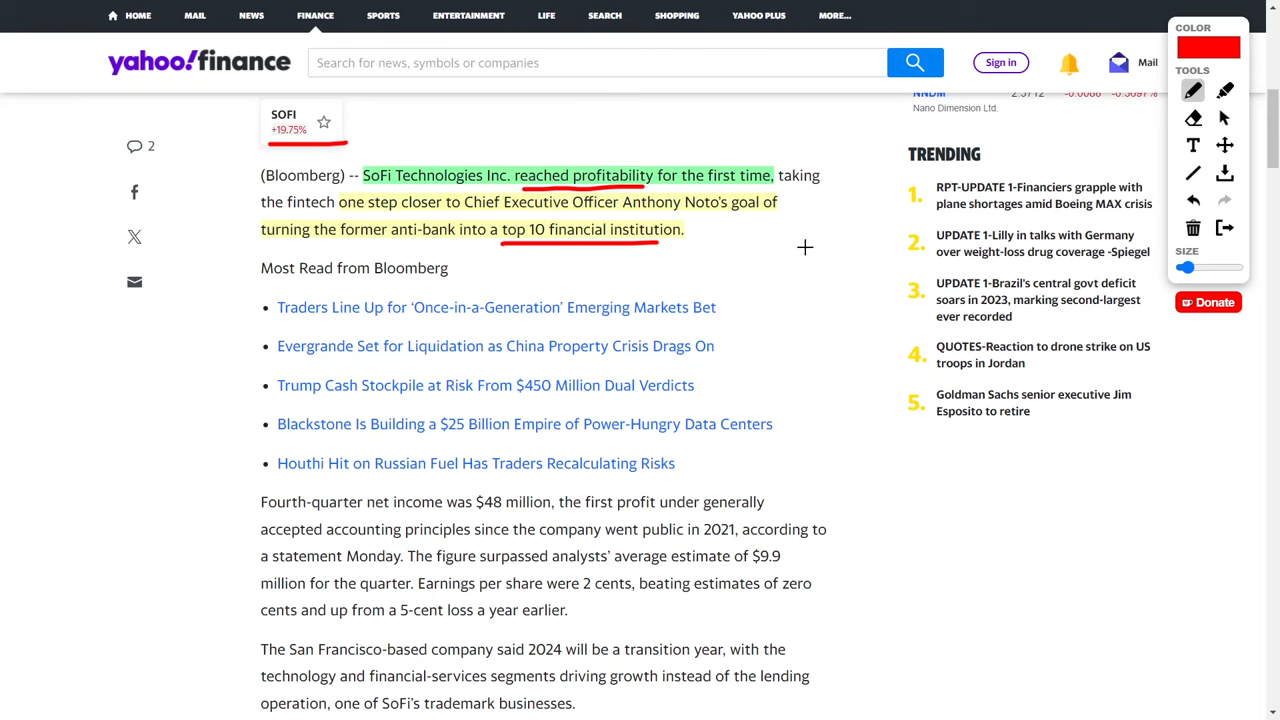 HOME MAIL NEWS FINANCE SPORTS ENTERTAINMENT LIFE SEARCH SHOPPING YAHOO PLUS MORE...
yahoo!finance
Search for news, symbols or companies
Sign in
Mail
SOFI
+19.75%
2
(Bloomberg) -- SoFi Technologies Inc. reached profitability for the first time, taking
the fintech one step closer to Chief Executive Officer Anthony Noto's goal of
turning the former anti-bank into a top 10 financial institution.
Most Read from Bloomberg
• Traders Line Up for ‘Once-in-a-Generation’ Emerging Markets Bet
• Evergrande Set for Liquidation as China Property Crisis Drags On
• Trump Cash Stockpile at Risk From $450 Million Dual Verdicts
• Blackstone Is Building a $25 Billion Empire of Power-Hungry Data Centers
• Houthi Hit on Russian Fuel Has Traders Recalculating Risks
Fourth-quarter net income was $48 million, the first profit under generally
accepted accounting principles since the company went public in 2021, according to
a statement Monday. The figure surpassed analysts’ average estimate of $9.9
million for the quarter. Earnings per share were 2 cents, beating estimates of zero
cents and up from a 5-cent loss a year earlier.
The San Francisco-based company said 2024 will be a transition year, with the
technology and financial-services segments driving growth instead of the lending
operation, one of SoFi's trademark businesses.
NNDM
Nano Dimension Ltd.
TRENDING
1. RPT-UPDATE 1-Financiers grapple with
plane shortages amid Boeing MAX crisis
2. UPDATE 1-Lilly in talks with Germany
over weight-loss drug coverage -Spiegel
3. UPDATE 1-Brazil's central govt deficit
soars in 2023, marking second-largest
ever recorded
4. QUOTES-Reaction to drone strike on US
troops in Jordan
5. Goldman Sachs senior executive Jim
Esposito to retire
COLOR
TOOLS
T
SIZE
Donate